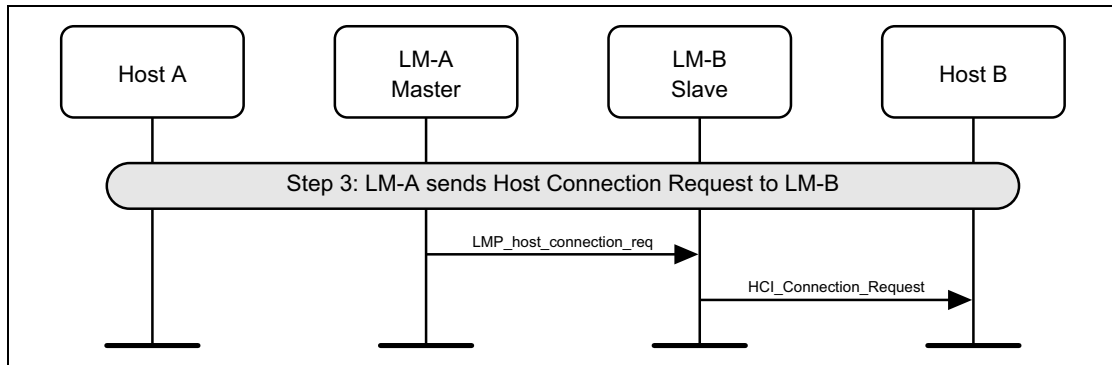 Host A
LM-A
Master
LM-B
Slave
Host B
Step 3: LM-A sends Host Connection Request to LM-B
LMP_host_connection_req
HCI_Connection_Request